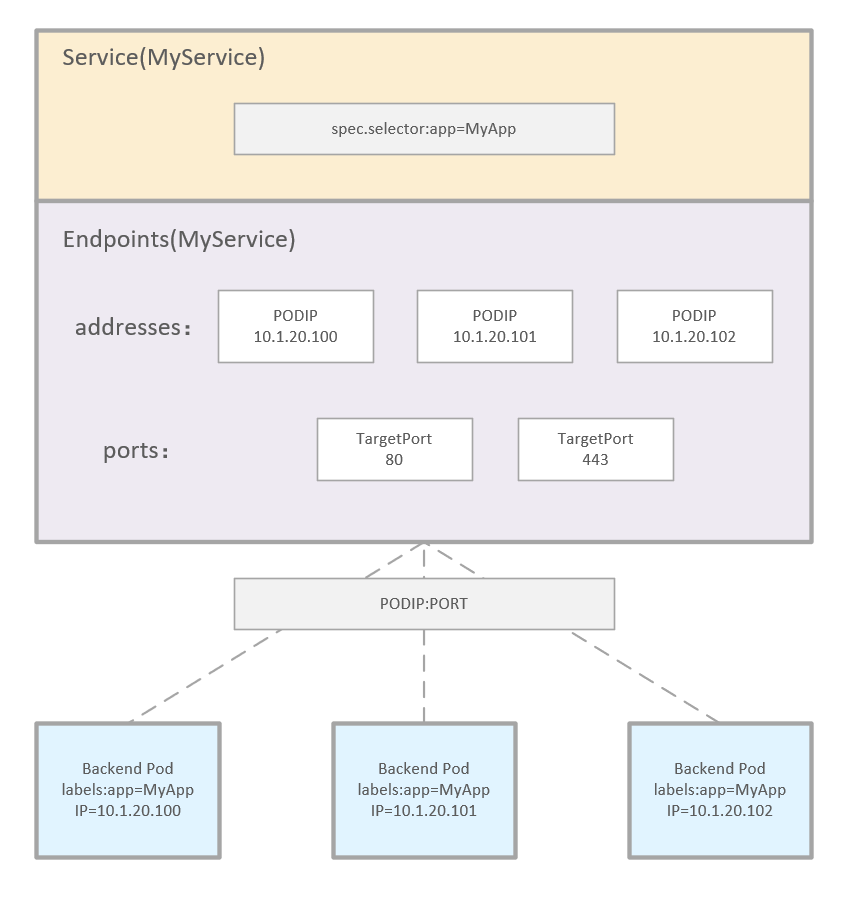 Service(MyService)
spec.selector:app=MyApp
Endpoints(MyService)
addresses：
PODIP
10.1.20.100
PODIP
10.1.20.101
PODIP
10.1.20.102
ports：
TargetPort
80
TargetPort
443
PODIP:PORT
Backend Pod
labels:app=MyApp
IP=10.1.20.100
Backend Pod
labels:app=MyApp
IP=10.1.20.101
Backend Pod
labels:app=MyApp
IP=10.1.20.102